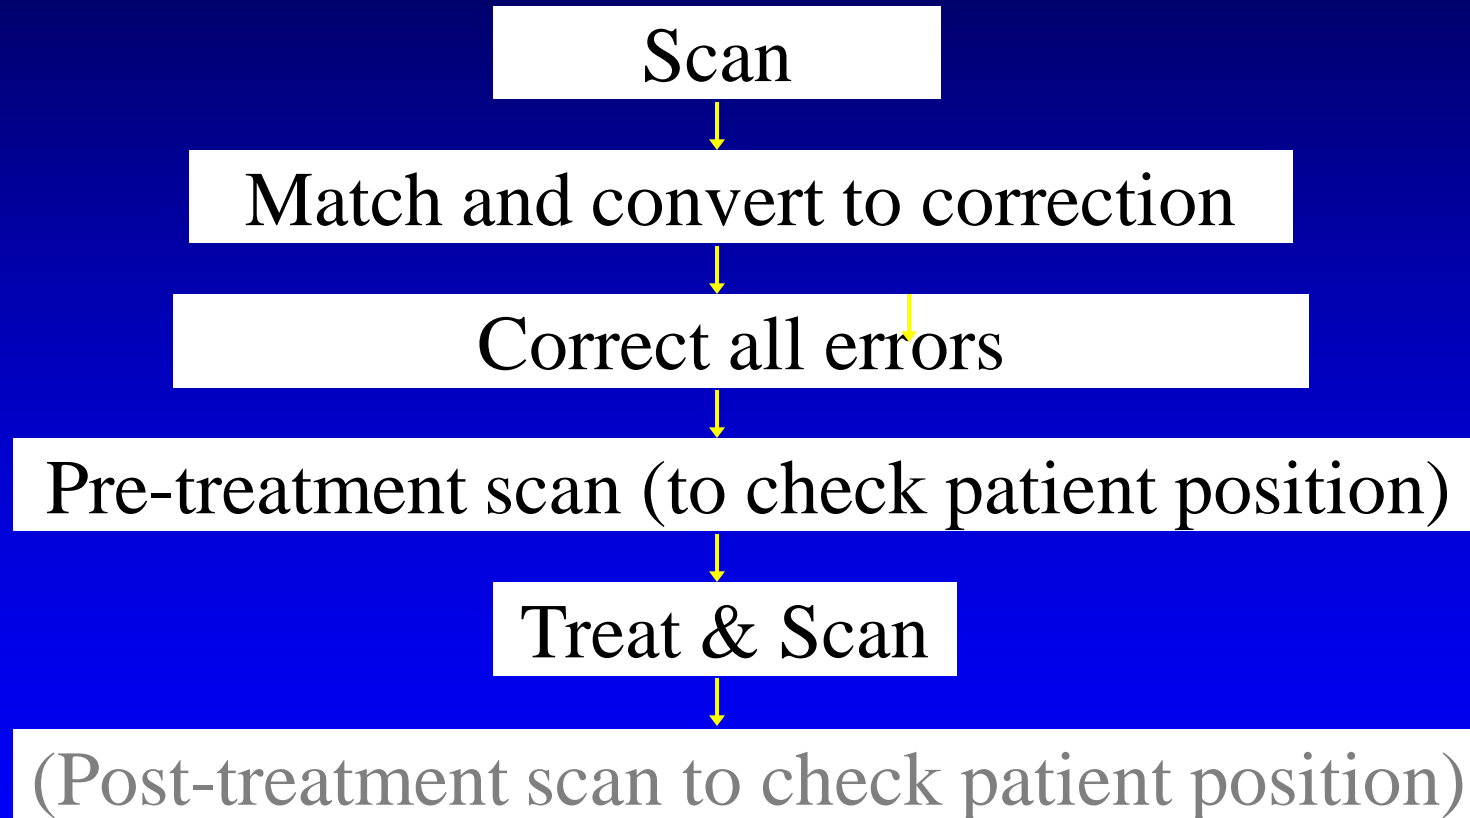 Scan
Match and convert to correction
Correct all errors
Pre-treatment scan (to check patient position)
Treat & Scan
(Post-treatment scan to check patient position)